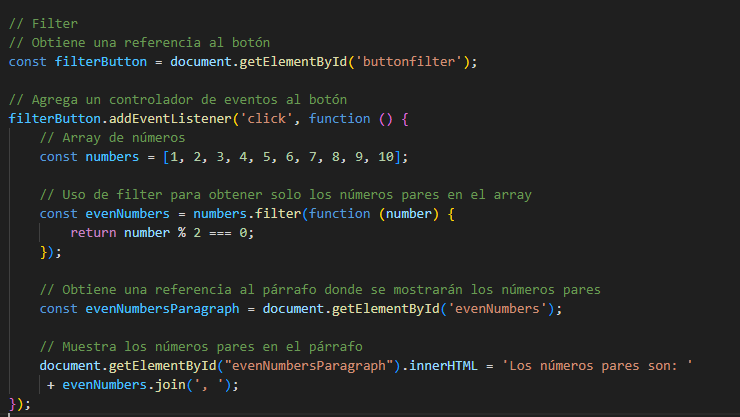 // Filter
// Obtiene una referencia al botón
const filterButton = document.getElementById('buttonfilter');
// Agrega un controlador de eventos al botón
filterButton.addEventListener('click', function () {
// Array de números
const numbers = [1, 2, 3, 4, 5, 6, 7, 8, 9, 10];
// Uso de filter para obtener solo los números pares en el array
const evenNumbers = numbers.filter(function (number) {
return number % 2 === 0;
});
// Obtiene una referencia al párrafo donde se mostrarán los números pares
const evenNumbersParagraph = document.getElementById('evenNumbers');
// Muestra los números pares en el párrafo
document.getElementById("evenNumbersParagraph").innerHTML = 'Los números pares son: '
+ evenNumbers.join(', ');
});